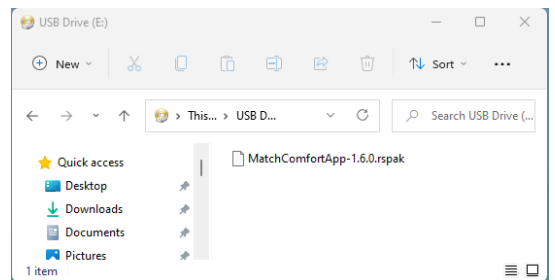 USB Drive (E:)
New
Sort
This... › USB D...
Search USB Drive (...
Quick access
Desktop
Downloads
Documents
Pictures
MatchComfortApp-1.6.0.rspak
1 item